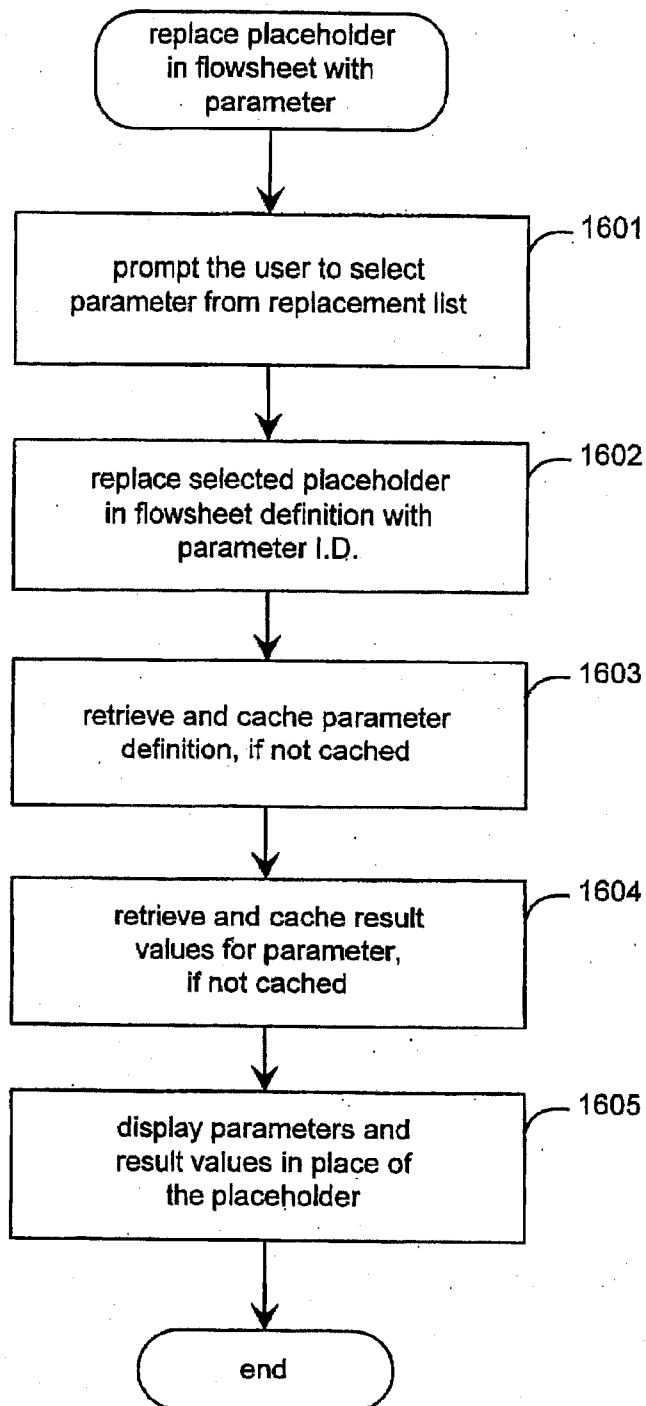 replace placeholder
in flowsheet with
parameter
1601
prompt the user to select
parameter from replacement list
1602
replace selected placeholder
in flowsheet definition with
parameter I.D.
1603
retrieve and cache parameter
definition, if not cached
1604
retrieve and cache result
values for parameter,
if not cached
1605
display parameters and
result values in place of
the placeholder
end